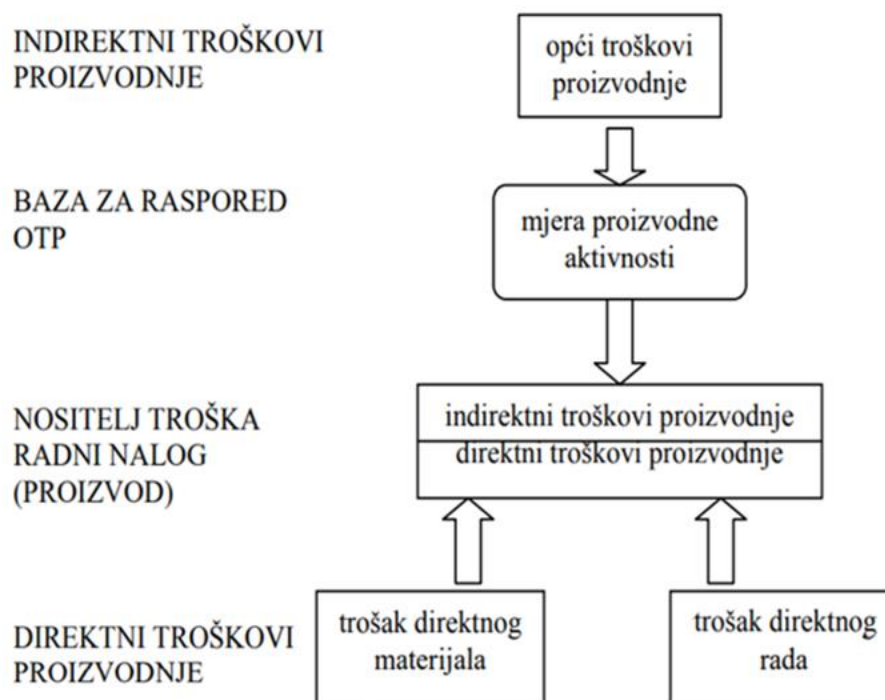 INDIREKTNI TROŠKOVI
PROIZVODNJE
opći troškovi
proizvodnje
BAZA ZA RASPORED
OTP
mjera proizvodne
aktivnosti
NOSITELJ TROŠKA
RADNI NALOG
(PROIZVOD)
indirektni troškovi proizvodnje
direktni troškovi proizvodnje
DIREKTNI TROŠKOVI
PROIZVODNJE
trošak direktnog
materijala
trošak direktnog
rada